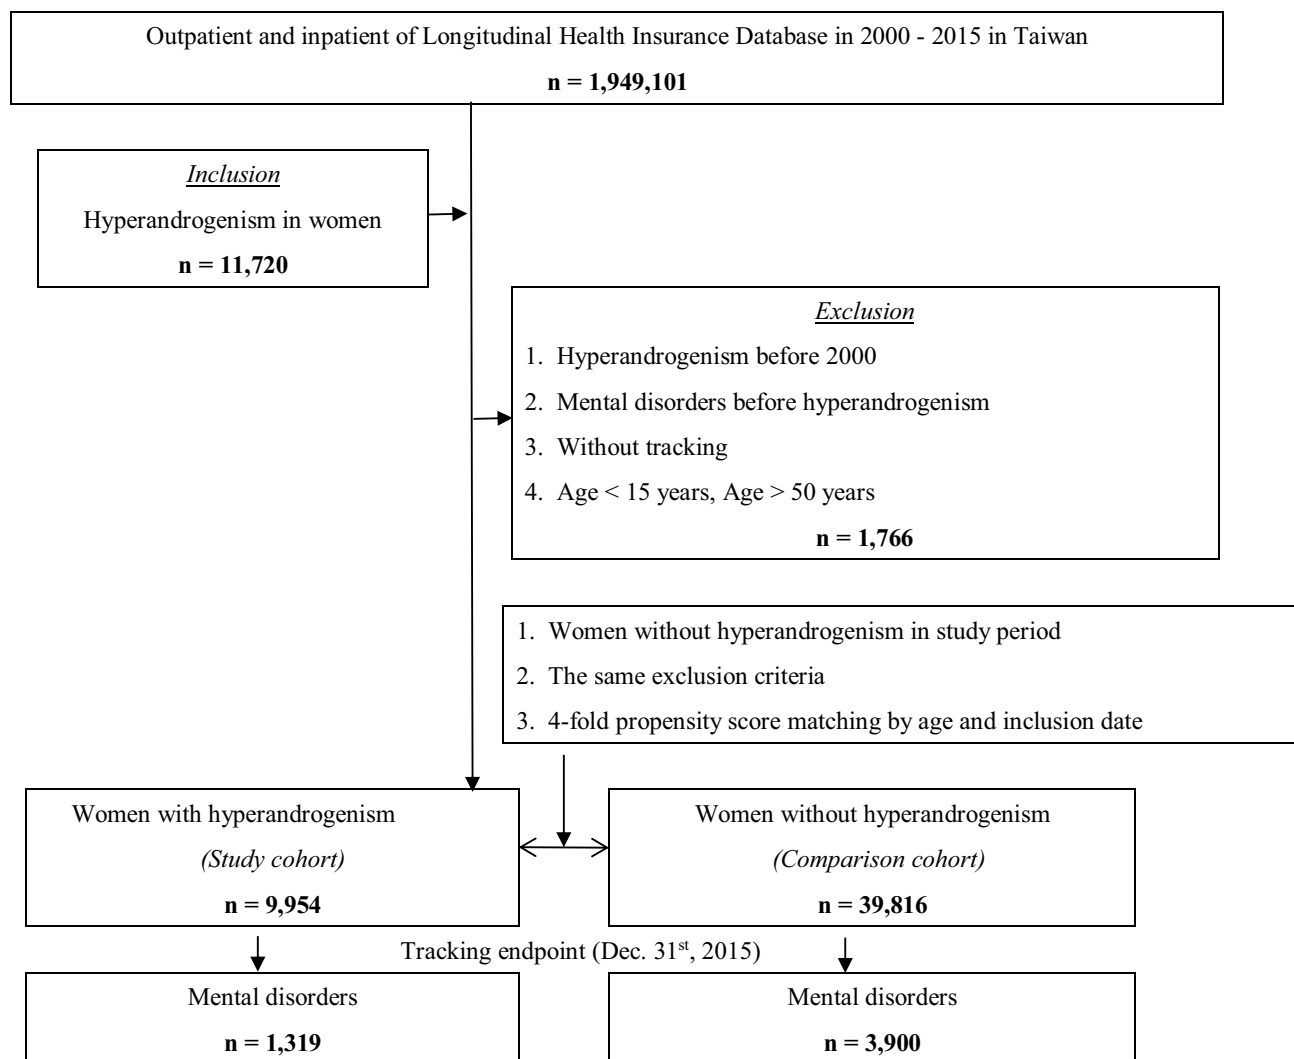 Outpatient and inpatient of Longitudinal Health Insurance Database in 2000 - 2015 in Taiwan
n = 1,949,101
Inclusion
Hyperandrogenism in women
n = 11,720
Exclusion
1. Hyperandrogenism before 2000
2. Mental disorders before hyperandrogenism
3. Without tracking
4. Age < 15 years, Age > 50 years
n = 1,766
1. Women without hyperandrogenism in study period
2. The same exclusion criteria
3. 4-fold propensity score matching by age and inclusion date
Women with hyperandrogenism
(Study cohort)
n = 9,954
Women without hyperandrogenism
(Comparison cohort)
n = 39,816
Tracking endpoint (Dec. 31st, 2015)
Mental disorders
n = 1,319
Mental disorders
n = 3,900